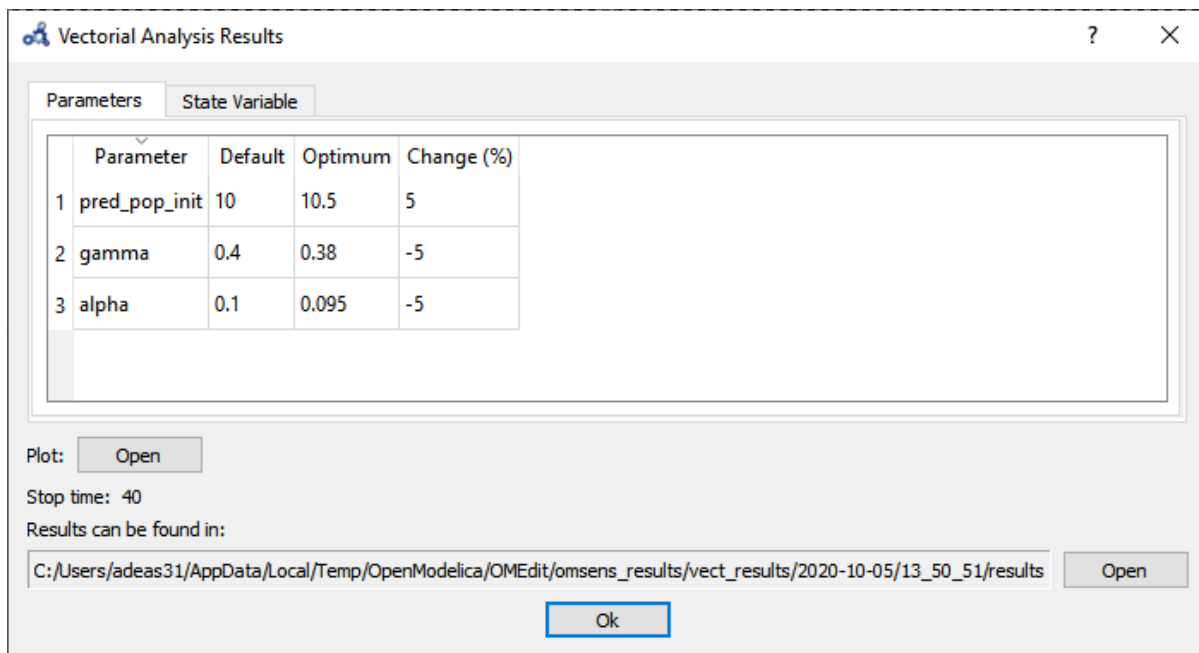 Vectorial Analysis Results ?
Parameters State Variable
Parameter Default Optimum Change (%)
1 pred_pop_init 10 10.5 5
2 gamma 0.4 0.38 -5
3 alpha 0.1 0.095 -5
Plot: Open
Stop time: 40
Results can be found in:
C:/Users/adeas31/AppData/Local/Temp/OpenModelica/OMEdit/omsens_results/vect_results/2020-10-05/13_50_51/results Open
Ok